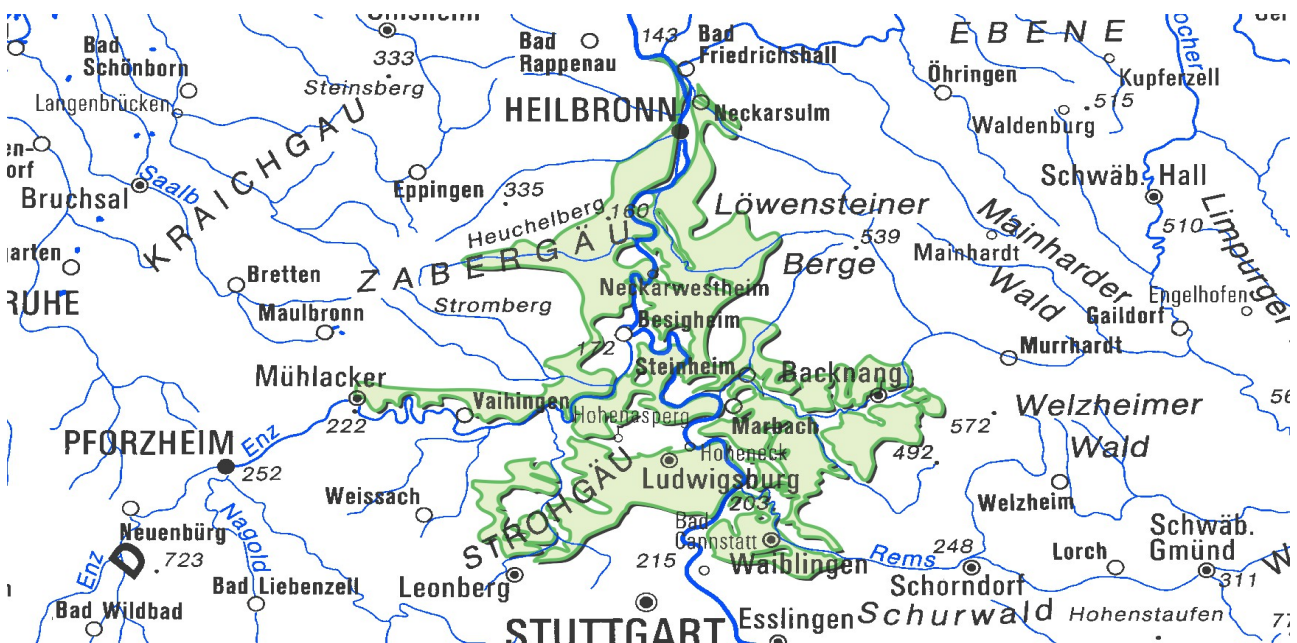 143
Bad
Friedrichshall
EBENE
Bad
Schönborn
333
Steinsberg
Bad
Rappenau
Öhringen
Kupferzell
Langenbrücken
HEILBRONN
Neckarsulm
515
Waldenburg
KRAICHGAU
Bruchsal
Saalb
Eppingen
335
Schwäb. Hall
Heuchelberg
160
Löwensteiner
Berge
539
Mainhardt
Mainharder
Wald
510
Limpurger
ZABERGÄU
Bretten
Stromberg
Neckarwestheim
Engelhofen
RUHE
Maulbronn
172
Besigheim
Gaildorf
Murrhardt
Mühlacker
Steinheim
Backnang
Vaihingen
Hohenasperg
Marbach
572
Welzheimer
Wald
222
PFORZHEIM
Enz
252
Hoheneck
492
Weissach
STROHGÄU
Ludwigsburg
203
Welzheim
Neuenbürg
Nagold
Bad
Cannstatt
Schwäb.
Gmünd
D
723
Enz
215
Waiblingen
Rems
248
Schorndorf
Lorch
311
Bad Liebenzell
Leonberg
Bad Wildbad
STUTTGART
Esslingen
Schurwald
Hohenstaufen